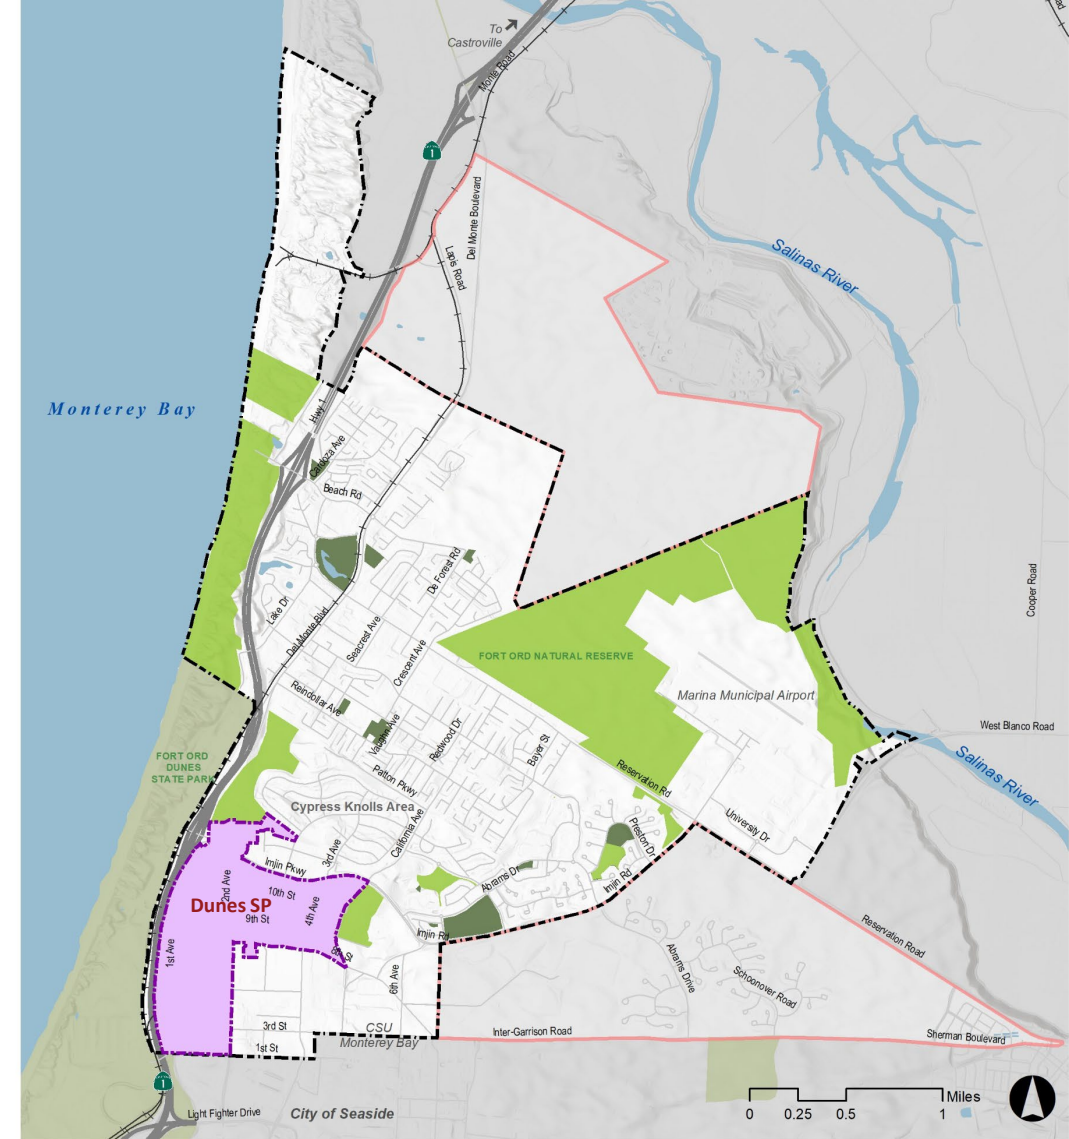 To
Castroville
Monte Road
1
Del Monte Boulevard
Lapis Road
Salinas River
Monterey Bay
Hwy 1
Cardoza Ave
Beach Rd
De Forest Rd
Cooper Road
Lake Dr
Del Monte Blvd
Seacrest Ave
Crescent Ave
FORT ORD NATURAL RESERVE
Marina Municipal Airport
Reindollar Ave
Vaughn Ave
Redwood Dr
Bayer St
West Blanco Road
FORT ORD
DUNES
STATE PARK
Patton Pkwy
Reservation Rd
Salinas River
Cypress Knolls Area
California Ave
3rd Ave
University Dr
Preston Dr
Imjin Pkwy
Abrams Dr
Imjin Rd
2nd Ave
10th St
Dunes SP
9th St
4th Ave
Imjin Rd
Reservation Road
1st Ave
6th Ave
Abrams Drive
Schoonover Road
3rd St
CSU
Monterey Bay
1st St
Inter-Garrison Road
Sherman Boulevard
1
Light Fighter Drive
City of Seaside
Miles
0 0.25 0.5 1